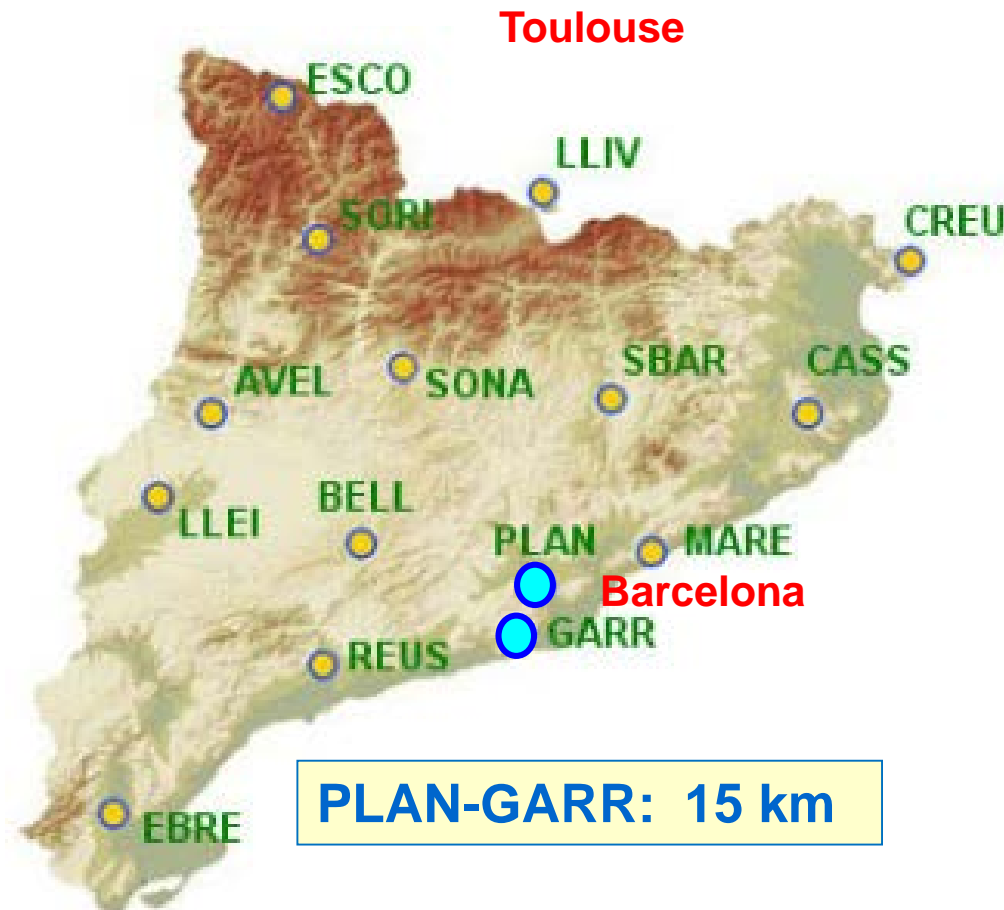 Toulouse
ESCO
LLIV
SORI
CREU
SBAR
CASS
AVEL
SONA
BELL
LLEI
PLAN
MARE
Barcelona
GARR
REUS
PLAN-GARR: 15 km
EBRE